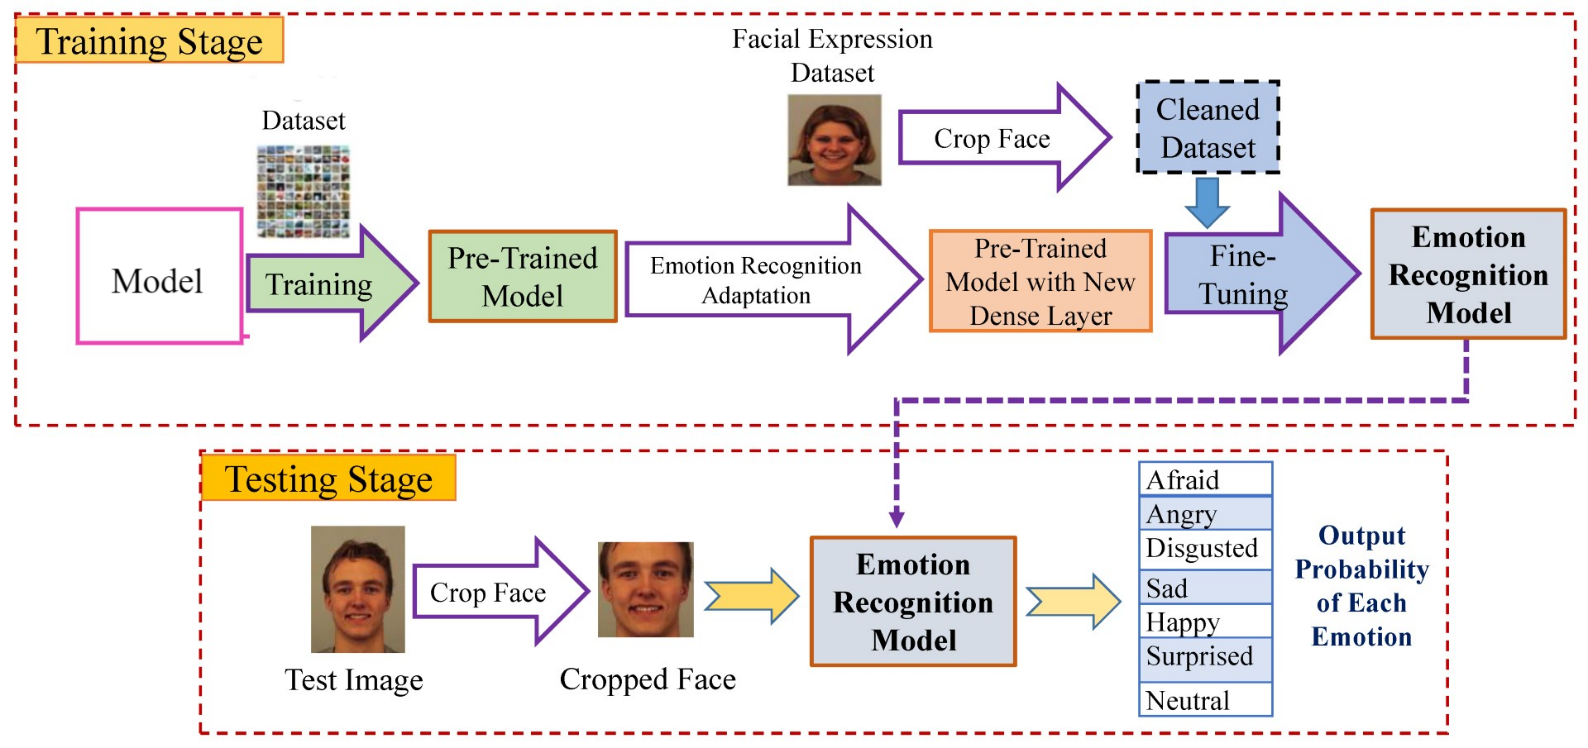 Training Stage
Facial Expression
Dataset
Dataset
Crop Face
Cleaned
Dataset
Model
Training
Pre-Trained
Model
Emotion Recognition
Adaptation
Pre-Trained
Model with New
Dense Layer
Fine-
Tuning
Emotion
Recognition
Model
Testing Stage
Test Image
Crop Face
Cropped Face
Emotion
Recognition
Model
Afraid
Angry
Disgusted
Sad
Happy
Surprised
Neutral
Output
Probability
of Each
Emotion